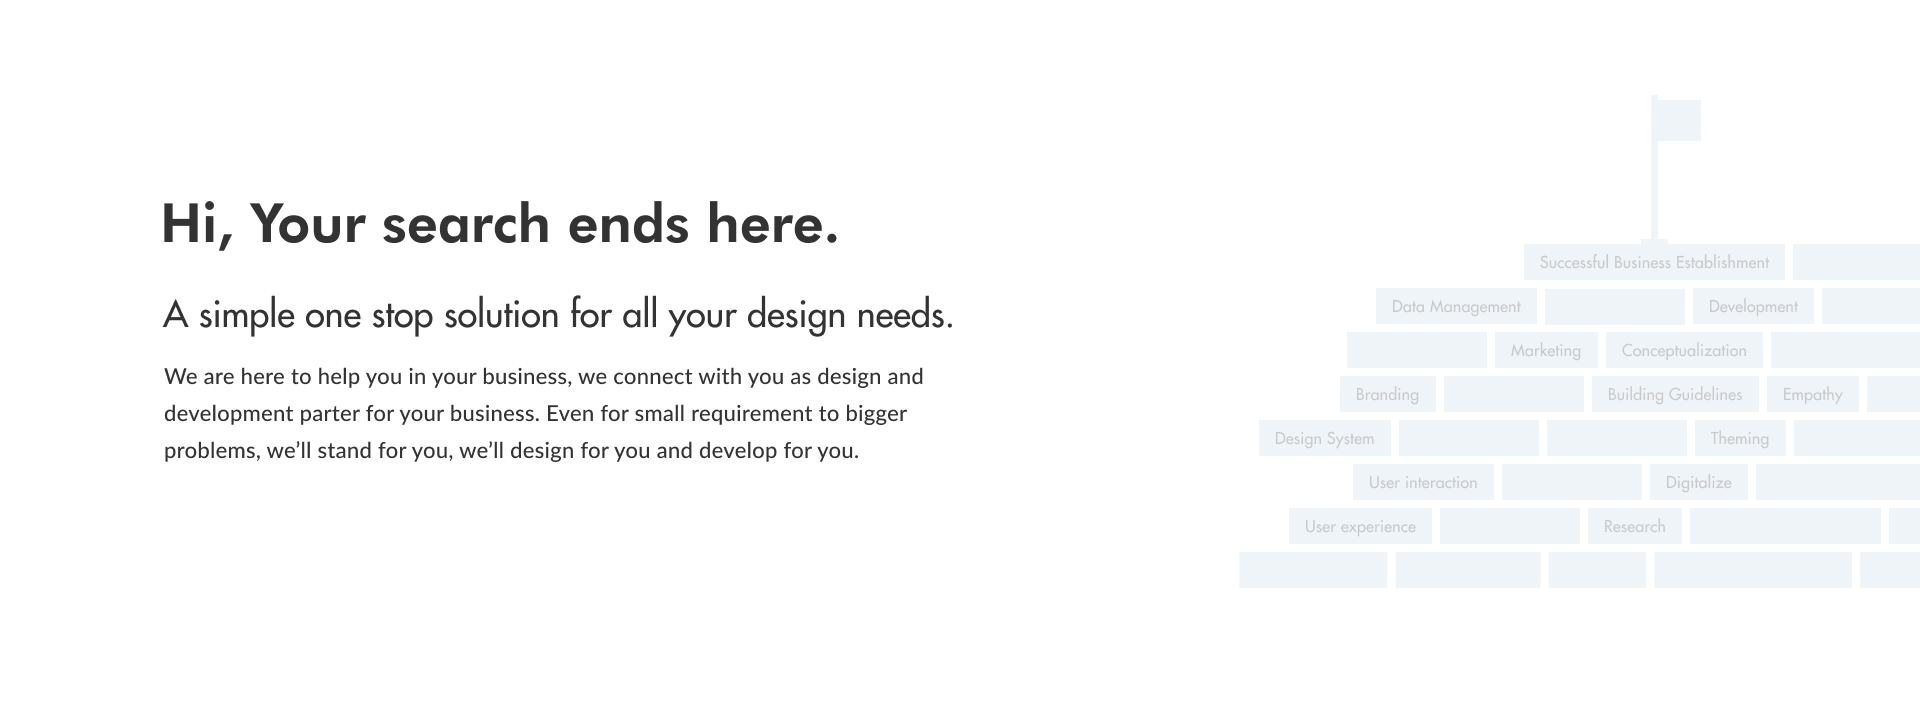 Hi, Your search ends here.
A simple one stop solution for all your design needs.
We are here to help you in your business, we connect with you as design and
development parter for your business. Even for small requirement to bigger
problems, we’ll stand for you, we’ll design for you and develop for you.
Successful Business Establishment
Data Management Development
Marketing Conceptualization
Branding Building Guidelines Empathy
Design System Theming
User interaction Digitalize
User experience Research